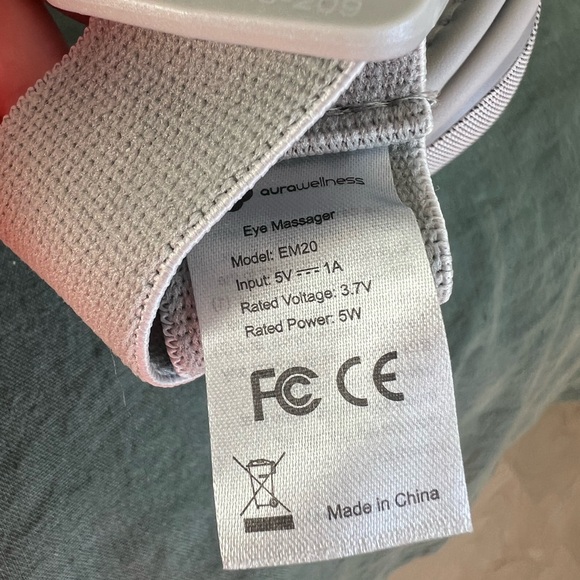 209
aurawellness
Eye Massager
Model: EM20
Input: 5V ⎓ 1A
Rated Voltage: 3.7V
Rated Power: 5W
FC CE
Made in China